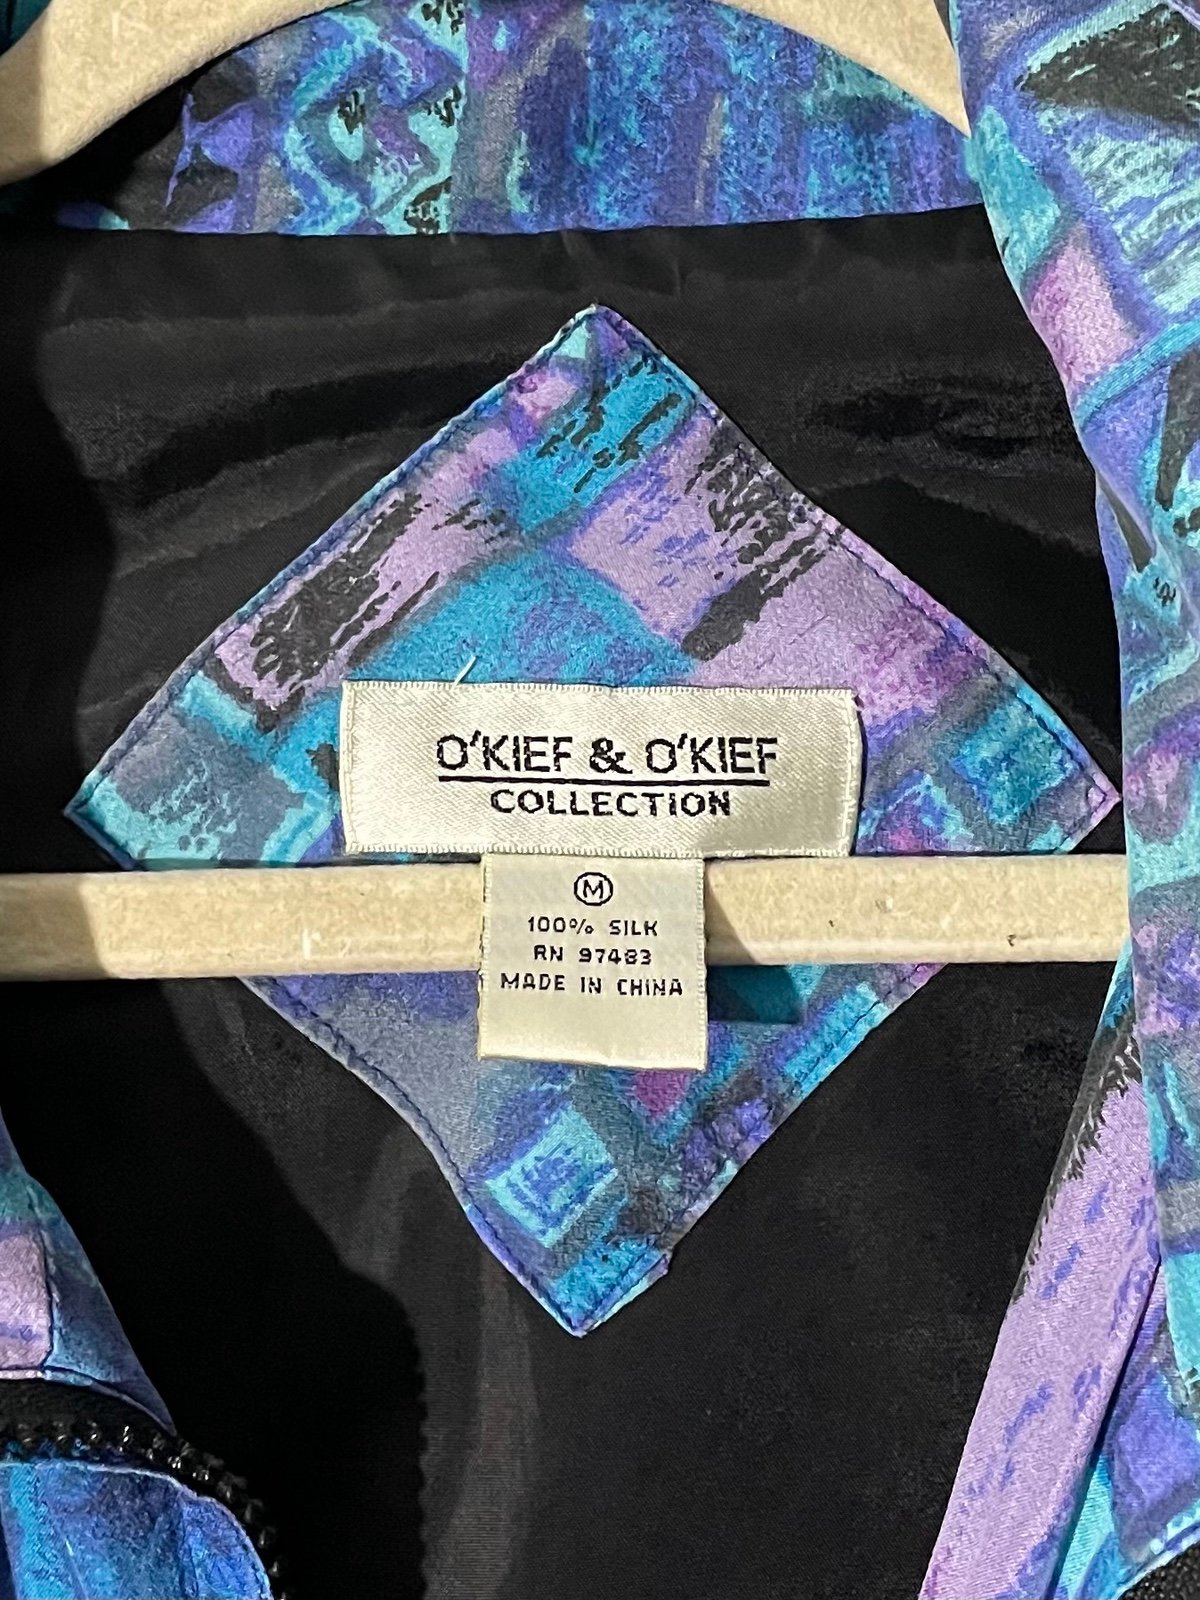 O'KIEF & O'KIEF
COLLECTION
M
100% SILK
RN 97483
MADE IN CHINA